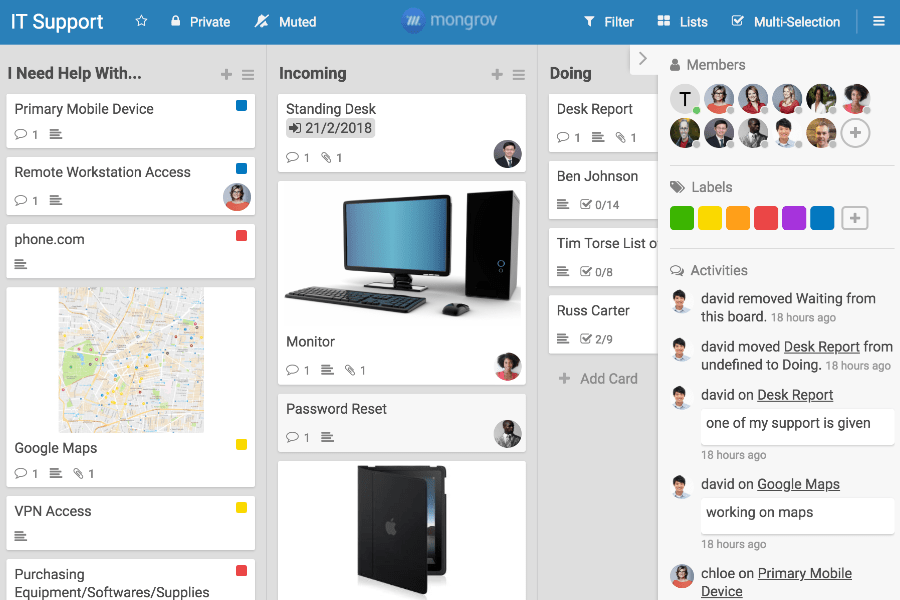 IT Support
Private
Muted
mongrov
Filter
Lists
Multi-Selection
I Need Help With...
Primary Mobile Device
1
Remote Workstation Access
1
phone.com
Google Maps
1
1
VPN Access
Purchasing
Equipment/Softwares/Supplies
Incoming
Standing Desk
21/2/2018
1
1
Monitor
1
1
Password Reset
1
Doing
Desk Report
1
1
Ben Johnson
0/14
Tim Torse List o
0/8
Russ Carter
2/9
Add Card
Members
T
Labels
Activities
david removed Waiting from
this board. 18 hours ago
david moved Desk Report from
undefined to Doing. 18 hours ago
david on Desk Report
one of my support is given
18 hours ago
david on Google Maps
working on maps
18 hours ago
chloe on Primary Mobile
Device